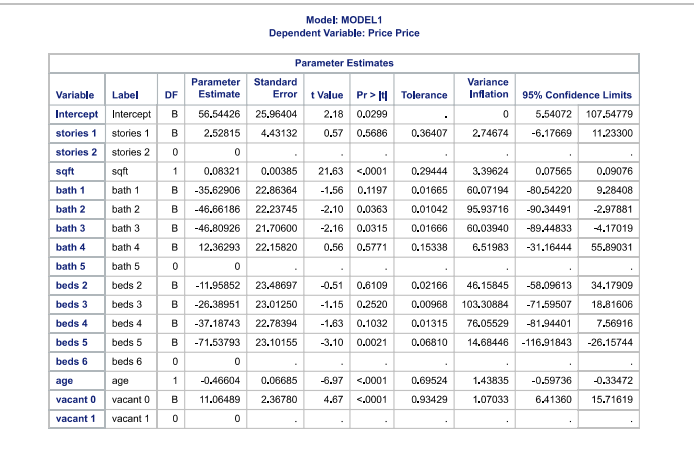 Model: MODEL1
Dependent Variable: Price Price
Parameter Estimates
Variable Label DF Parameter Estimate Standard Error t Value Pr > |t| Tolerance Variance Inflation 95% Confidence Limits
Intercept Intercept B 56.54426 25.96404 2.18 0.0299 . 0 5.54072 107.54779
stories 1 stories 1 B 2.52815 4.43132 0.57 0.5686 0.36407 2.74674 -6.17669 11.23300
stories 2 stories 2 0 0 . . . . . . .
sqft sqft 1 0.08321 0.00385 21.63 <.0001 0.29444 3.39624 0.07565 0.09076
bath 1 bath 1 B -35.62906 22.86364 -1.56 0.1197 0.01665 60.07194 -80.54220 9.28408
bath 2 bath 2 B -46.66186 22.23745 -2.10 0.0363 0.01042 95.93716 -90.34491 -2.97881
bath 3 bath 3 B -46.80926 21.70600 -2.16 0.0315 0.01666 60.03940 -89.44833 -4.17019
bath 4 bath 4 B 12.36293 22.15820 0.56 0.5771 0.15338 6.51983 -31.16444 55.89031
bath 5 bath 5 0 0 . . . . . . .
beds 2 beds 2 B -11.95852 23.48697 -0.51 0.6109 0.02166 46.15845 -58.09613 34.17909
beds 3 beds 3 B -26.38951 23.01250 -1.15 0.2520 0.00968 103.30884 -71.59507 18.81606
beds 4 beds 4 B -37.18743 22.78394 -1.63 0.1032 0.01315 76.05529 -81.94401 7.56916
beds 5 beds 5 B -71.53793 23.10155 -3.10 0.0021 0.06810 14.68446 -116.91843 -26.15744
beds 6 beds 6 0 0 . . . . . . .
age age 1 -0.46604 0.06685 -6.97 <.0001 0.69524 1.43835 -0.59736 -0.33472
vacant 0 vacant 0 B 11.06489 2.36780 4.67 <.0001 0.93429 1.07033 6.41360 15.71619
vacant 1 vacant 1 0 0 . . . . . . .